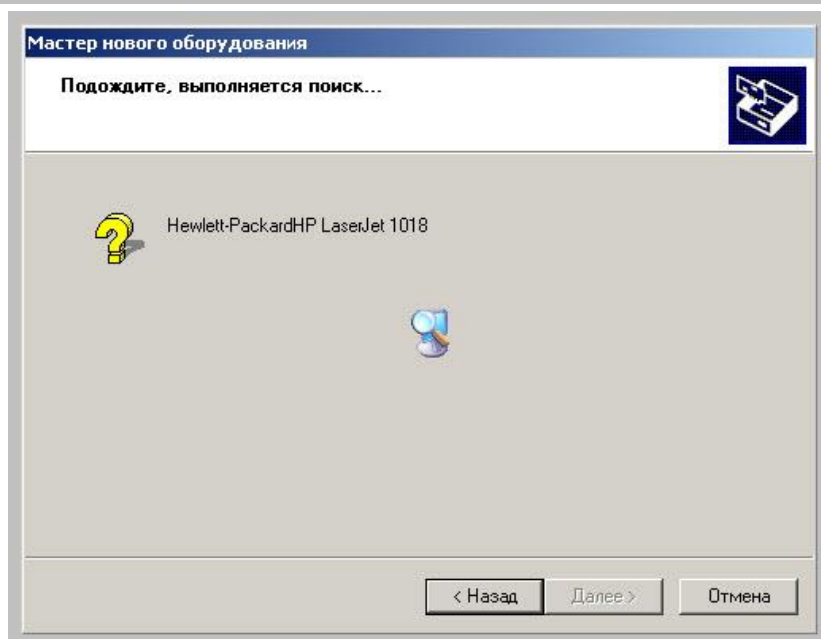 Мастер нового оборудования
Подождите, выполняется поиск...
Hewlett-PackardHP LaserJet 1018
< Назад
Далее >
Отмена